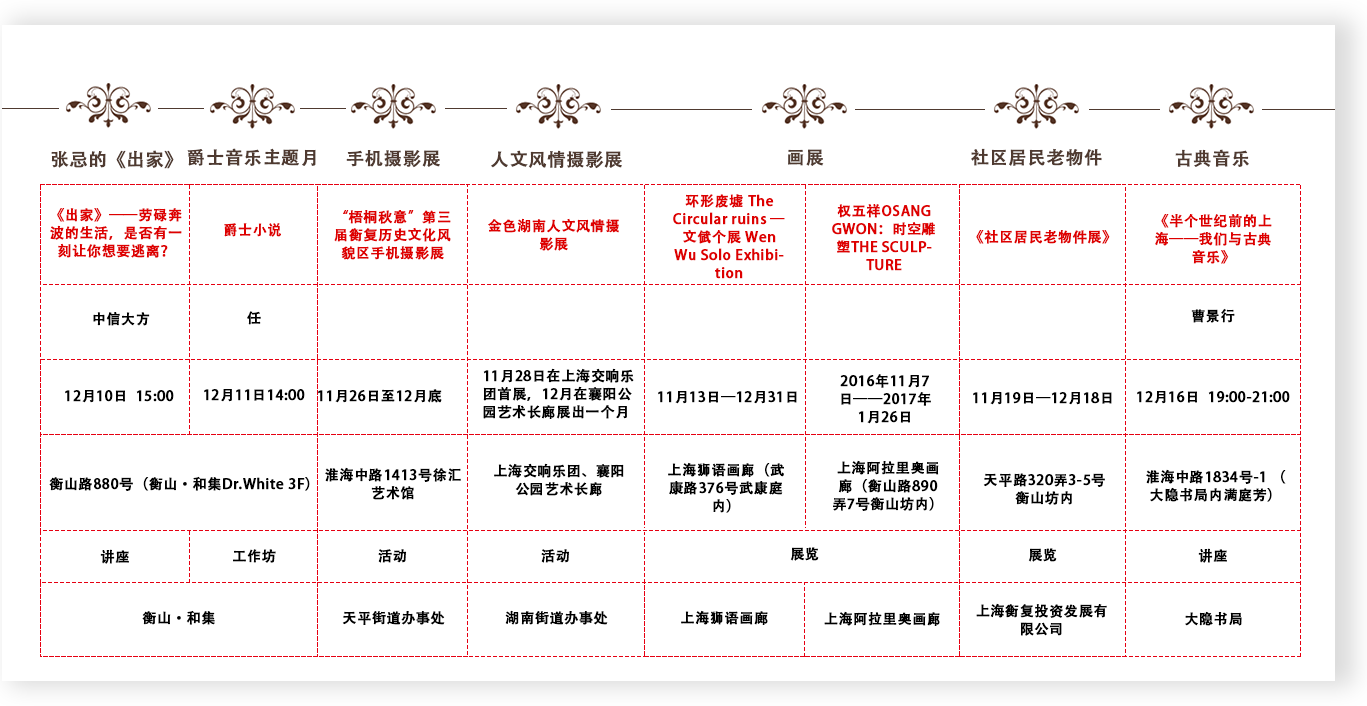 张忌的《出家》
爵士音乐主题月
手机摄影展
人文风情摄影展
画展
社区居民老物件
古典音乐
《出家》——劳碌奔
波的生活，是否有一
刻让你想要逃离？
爵士小说
“梧桐秋意”第三
届衡复历史文化风
貌区手机摄影展
金色湖南人文风情摄
影展
环形废墟 The
Circular ruins —
文倵个展 Wen
Wu Solo Exhibi-
tion
权五祥OSANG
GWON：时空雕
塑THE SCULP-
TURE
《社区居民老物件展》
《半个世纪前的上
海——我们与古典
音乐》
中信大方
任
曹景行
12月10日 15:00
12月11日14:00
11月26日至12月底
11月28日在上海交响乐
团首展，12月在襄阳公
园艺术长廊展出一个月
11月13日—12月31日
2016年11月7
日——2017年
1月26日
11月19日—12月18日
12月16日 19:00-21:00
衡山路880号（衡山·和集Dr.White 3F）
淮海中路1413号徐汇
艺术馆
上海交响乐团、襄阳
公园艺术长廊
上海狮语画廊（武
康路376号武康庭
内）
上海阿拉里奥画
廊（衡山路890
弄7号衡山坊内）
天平路320弄3-5号
衡山坊内
淮海中路1834号-1 （
大隐书局内满庭芳）
讲座
工作坊
活动
活动
展览
展览
讲座
衡山·和集
天平街道办事处
湖南街道办事处
上海狮语画廊
上海阿拉里奥画廊
上海衡复投资发展有
限公司
大隐书局